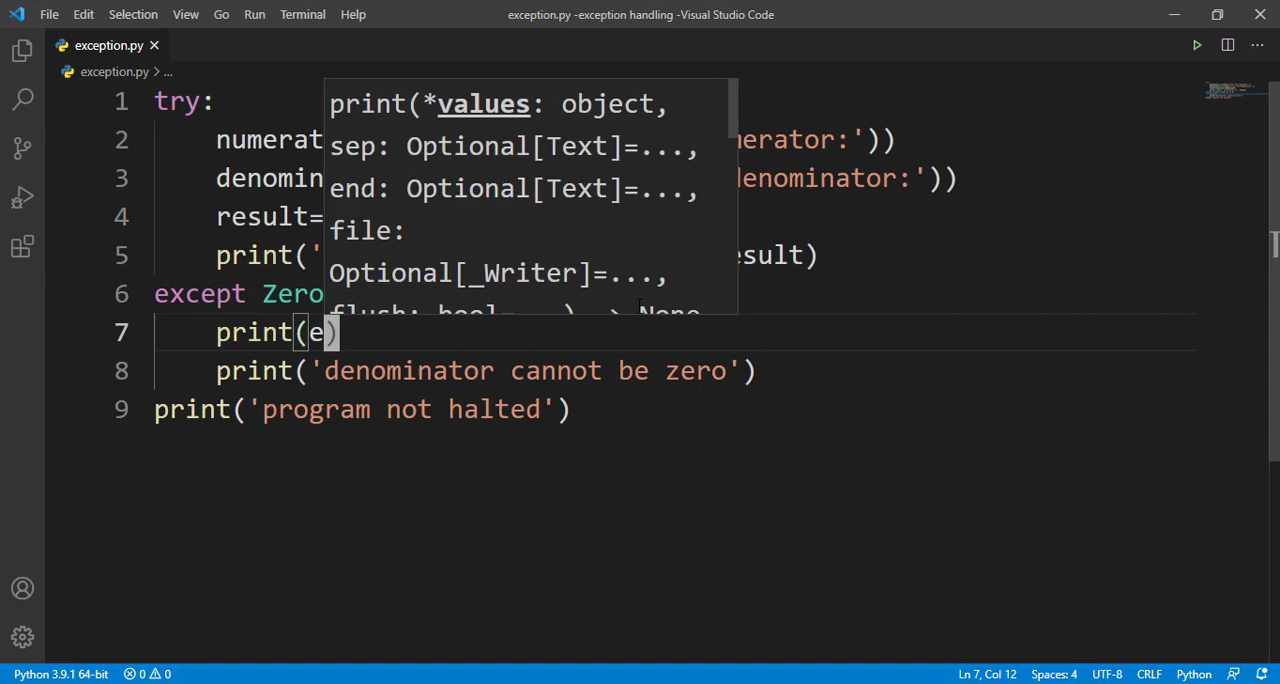 File Edit Selection View Go Run Terminal Help exception.py -exception handling -Visual Studio Code
exception.py
exception.py > ...
1 try:
2 numerat nerator:'))
3 denomin denominator:'))
4 result=
5 print(' esult)
6 except Zero
7 print(e)
8 print('denominator cannot be zero')
9 print('program not halted')
print(*values: object,
sep: Optional[Text]=...,
end: Optional[Text]=...,
file:
Optional[_Writer]=...,
flush: bool=...) -> None
Python 3.9.1 64-bit 0 0 Ln 7, Col 12 Spaces: 4 UTF-8 CRLF Python